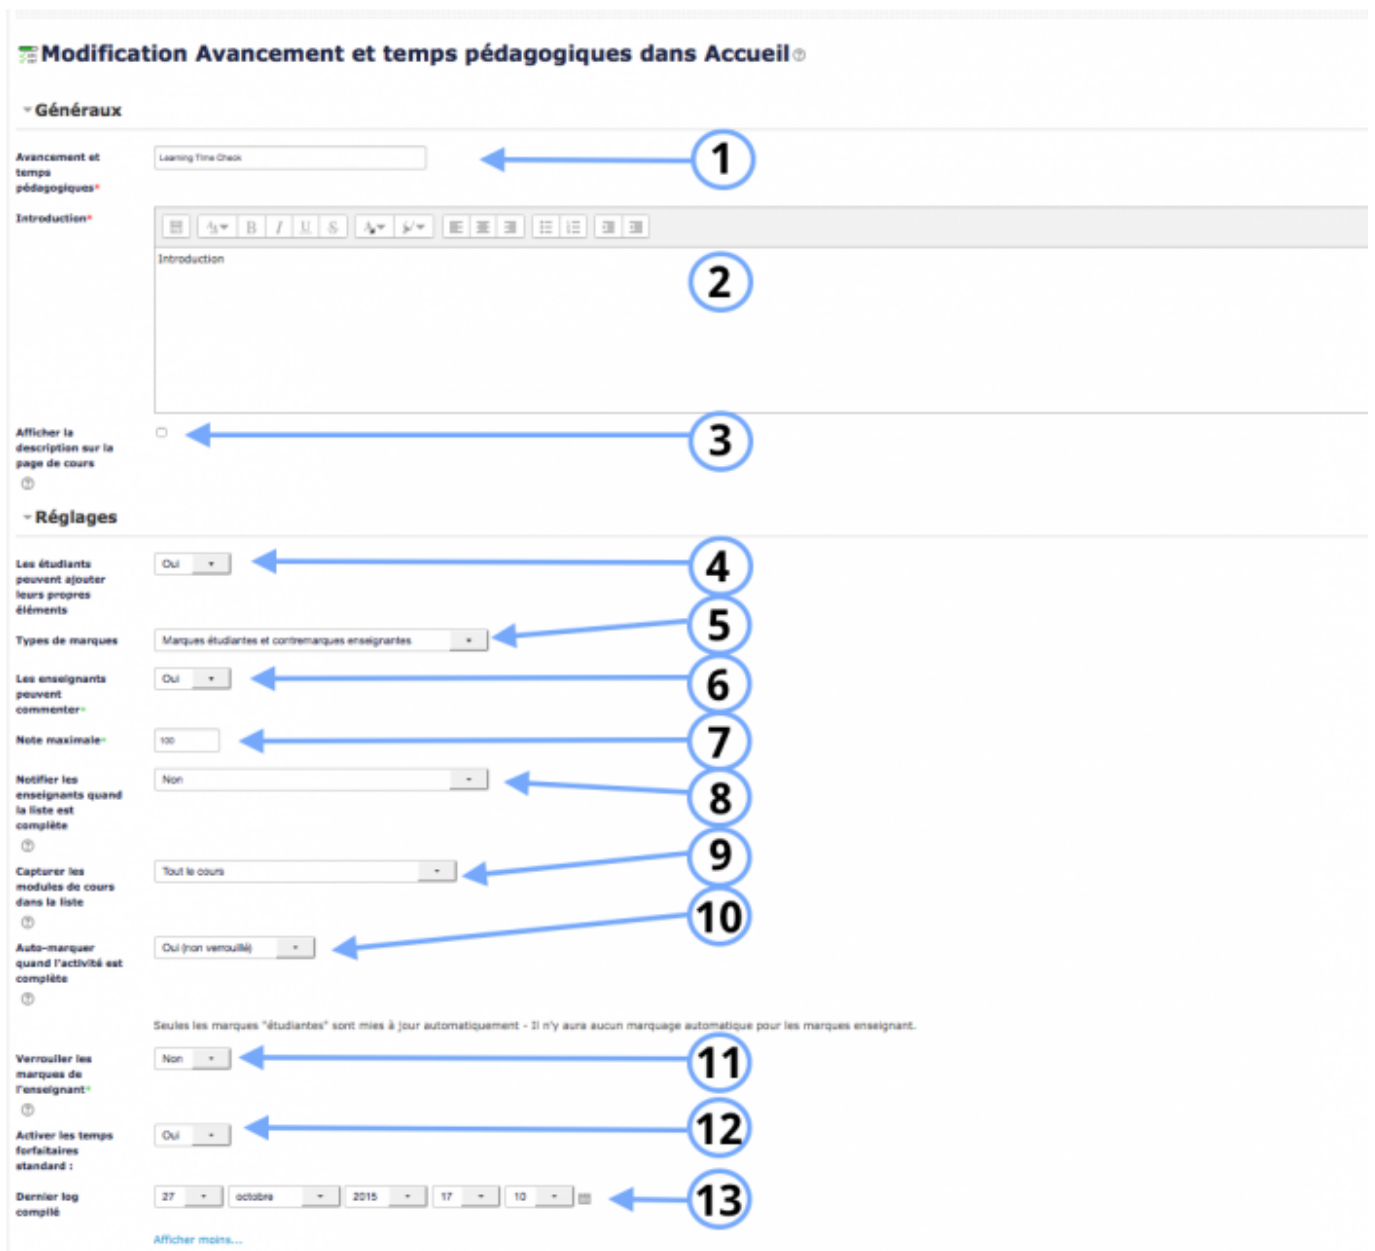 Modification Avancement et temps pédagogiques dans Accueil
Généraux
Avancement et
temps
pédagogiques*
Learning Time Check
1
Introduction*
B I U S
Introduction
2
Afficher la
description sur la
page de cours
3
Réglages
Les étudiants
peuvent ajouter
leurs propres
éléments
Oui
4
Types de marques
Marques étudiantes et contremarques enseignantes
5
Les enseignants
peuvent
commenter*
Oui
6
Note maximale*
100
7
Notifier les
enseignants quand
la liste est
complète
Non
8
Capturer les
modules de cours
dans la liste
Tout le cours
9
Auto-marquer
quand l'activité est
complète
Oui (non verrouillé)
10
Seules les marques "étudiantes" sont mies à jour automatiquement - Il n'y aura aucun marquage automatique pour les marques enseignant.
Verrouiller les
marques de
l'enseignant*
Non
11
Activer les temps
forfaitaires
standard :
Oui
12
Dernier log
compilé
27 octobre 2015 17 10
13
Afficher moins...